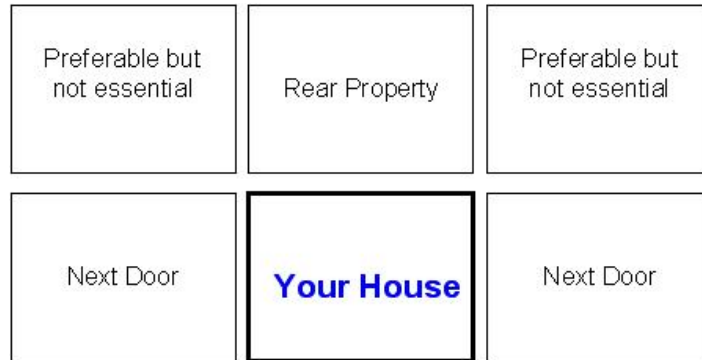 Preferable but
not essential
Rear Property
Preferable but
not essential
Next Door
Your House
Next Door